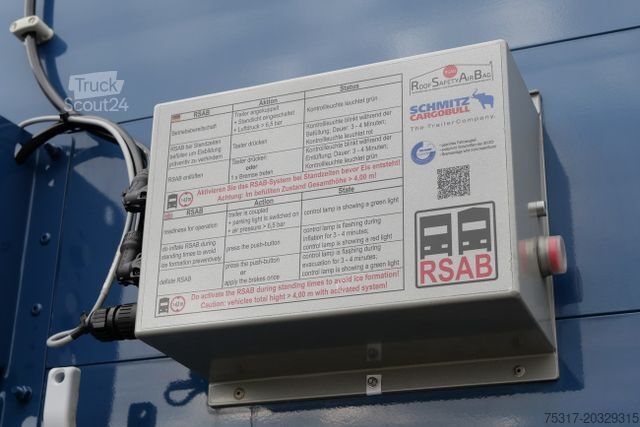 Truck
Scout24
RSAB
Aktion
Status
Betriebsbereitschaft
Trailer angekuppelt
+ Standlicht eingeschaltet
+ Luftdruck > 6,5 bar
Kontrollleuchte leuchtet grün
RSAB bei Standzeiten
befüllen um Eisbildung
präventiv zu verhindern
Taster drücken
Kontrollleuchte blinkt während der
Befüllung. Dauer: 3 - 4 Minuten;
Kontrollleuchte leuchtet rot
RSAB entlüften
Taster drücken
oder
1 x Bremse treten
Kontrollleuchte blinkt während der
Entlüftung. Dauer: 3 - 4 Minuten;
Kontrollleuchte leuchtet grün
Aktivieren Sie das RSAB-System bei Standzeiten bevor Eis entsteht!
Achtung: Im befüllten Zustand Gesamthöhe > 4,00 m!
RSAB
Action
State
readiness for operation
trailer is coupled
+ parking light is switched on
+ air pressure > 6,5 bar
control lamp is showing a green light
do inflate RSAB during
standing times to avoid
ice formation preventively
press the push-button
control lamp is flashing during
inflation for 3 - 4 minutes;
control lamp is showing a red light
deflate RSAB
press the push-button
or
apply the brakes once
control lamp is flashing during
evacuation for 3 - 4 minutes;
control lamp is showing a green light
Do activate the RSAB during standing times to avoid ice formation!
Caution: vehicles total hight > 4,00 m with activated system!
ROOFSAFETYAIRBAG
SCHMITZ
CARGOBULL
The TrailerCompany.
RSAB
75317-20329315